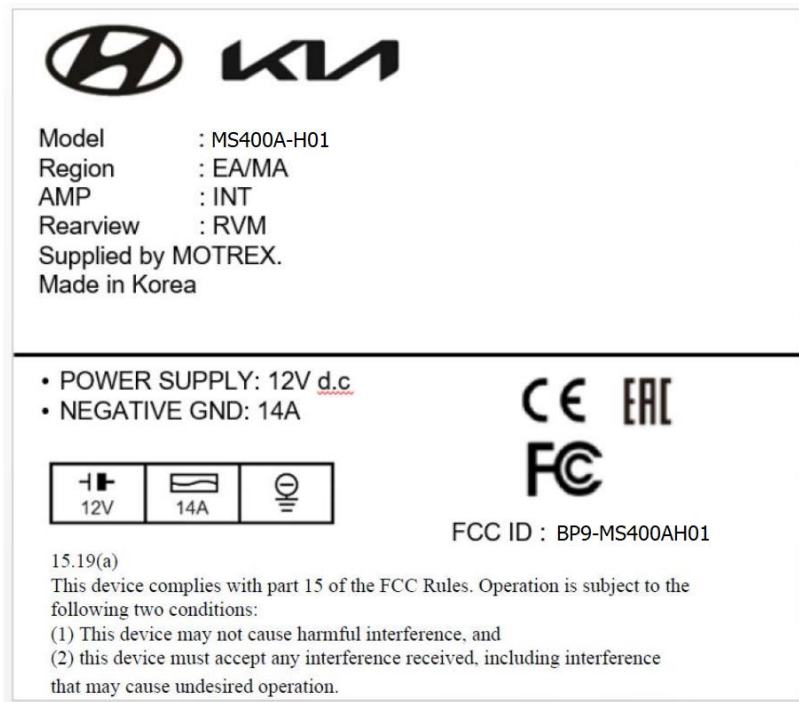 KIA
Model : MS400A-H01
Region : EA/MA
AMP : INT
Rearview : RVM
Supplied by MOTREX.
Made in Korea
• POWER SUPPLY: 12V d.c
• NEGATIVE GND: 14A
CE EAC
FC
12V 14A
FCC ID : BP9-MS400AH01
15.19(a)
This device complies with part 15 of the FCC Rules. Operation is subject to the
following two conditions:
(1) This device may not cause harmful interference, and
(2) this device must accept any interference received, including interference
that may cause undesired operation.